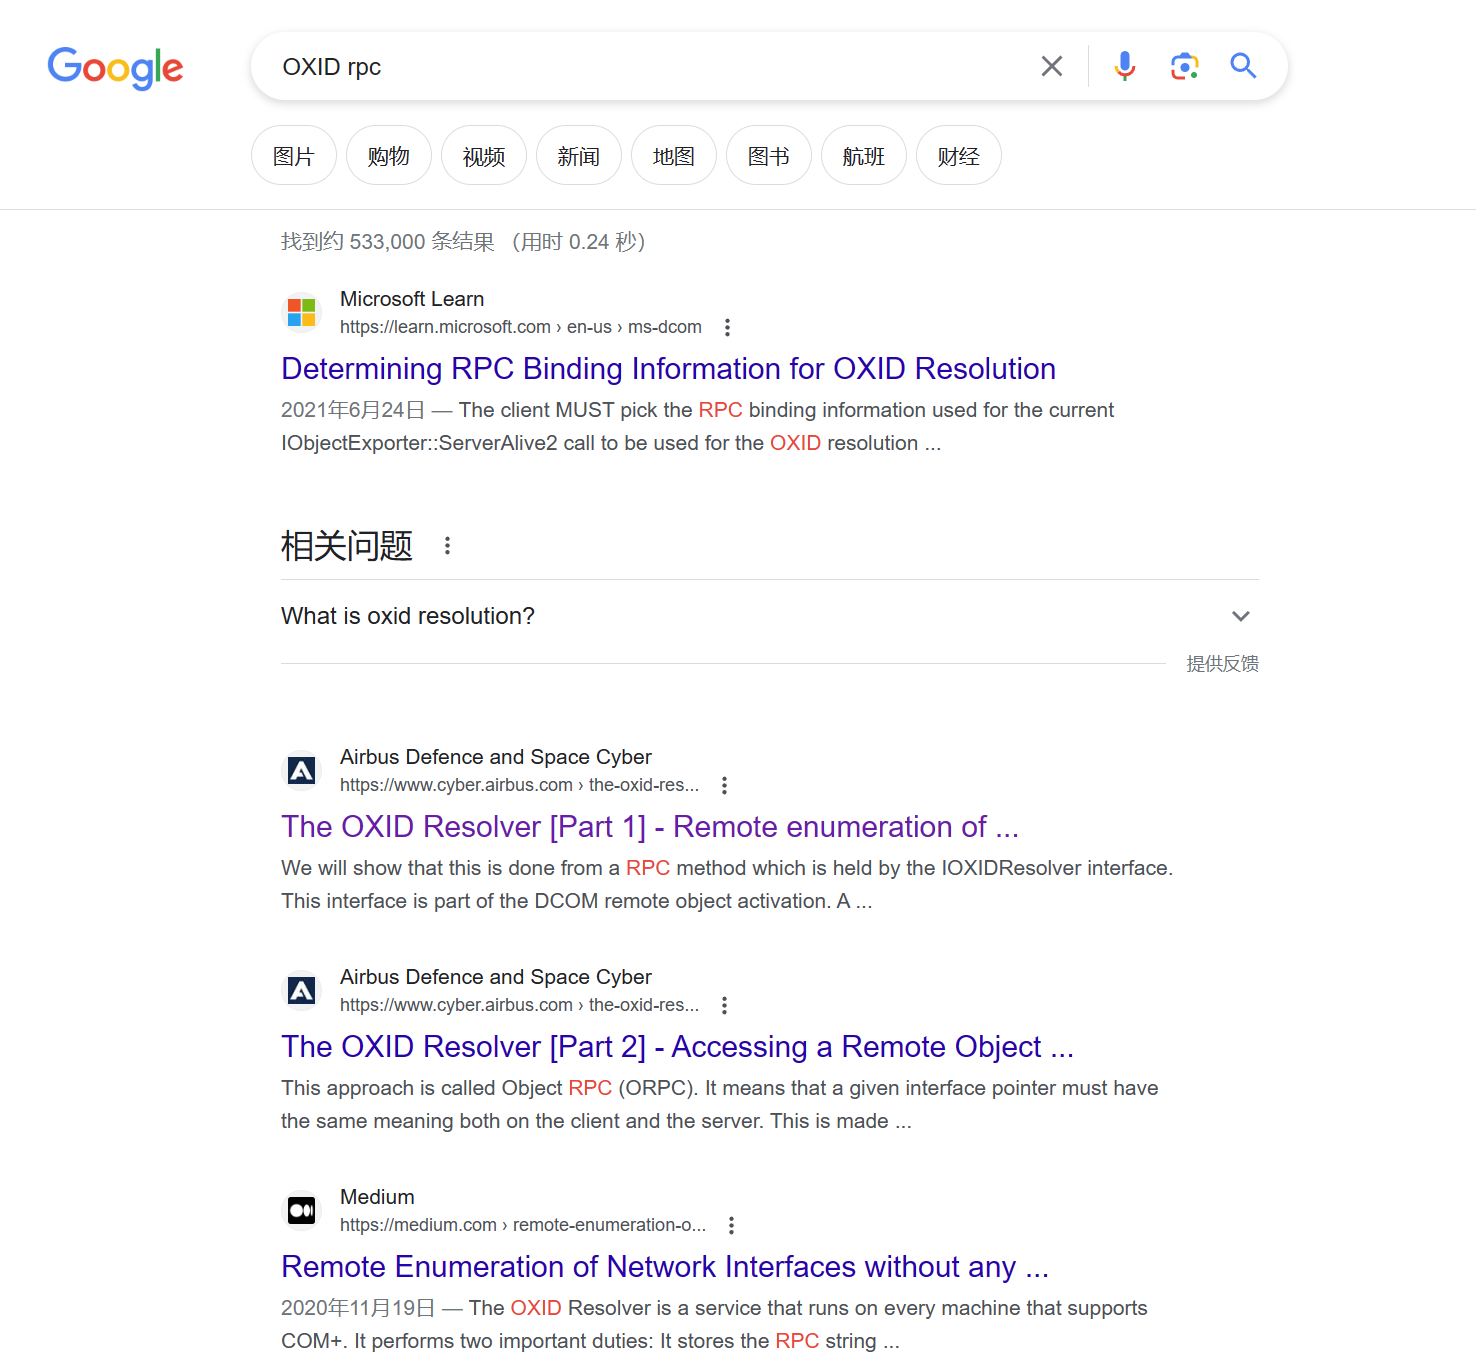 Google
OXID rpc
图片 购物 视频 新闻 地图 图书 航班 财经
找到约 533,000 条结果 （用时 0.24 秒）
Microsoft Learn
https://learn.microsoft.com › en-us › ms-dcom
Determining RPC Binding Information for OXID Resolution
2021年6月24日 — The client MUST pick the RPC binding information used for the current
IObjectExporter::ServerAlive2 call to be used for the OXID resolution ...
相关问题
What is oxid resolution?
提供反馈
Airbus Defence and Space Cyber
https://www.cyber.airbus.com › the-oxid-res...
The OXID Resolver [Part 1] - Remote enumeration of ...
We will show that this is done from a RPC method which is held by the IOXIDResolver interface.
This interface is part of the DCOM remote object activation. A ...
Airbus Defence and Space Cyber
https://www.cyber.airbus.com › the-oxid-res...
The OXID Resolver [Part 2] - Accessing a Remote Object ...
This approach is called Object RPC (ORPC). It means that a given interface pointer must have
the same meaning both on the client and the server. This is made ...
Medium
https://medium.com › remote-enumeration-o...
Remote Enumeration of Network Interfaces without any ...
2020年11月19日 — The OXID Resolver is a service that runs on every machine that supports
COM+. It performs two important duties: It stores the RPC string ...